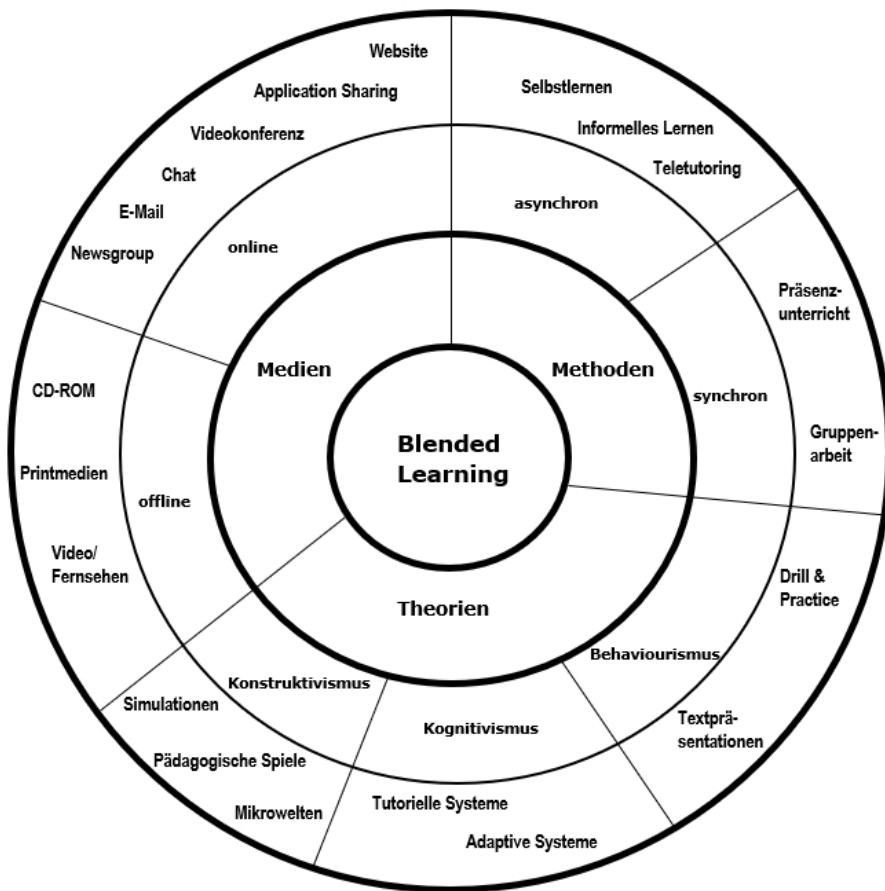 Website
Application Sharing
Videokonferenz
Chat
E-Mail
Newsgroup
online
Selbstlernen
Informelles Lernen
Teletutoring
asynchron
Präsenz-
unterricht
Gruppen-
arbeit
synchron
Medien
Methoden
Blended
Learning
Theorien
CD-ROM
Printmedien
Video/
Fernsehen
offline
Drill &
Practice
Textprä-
sentationen
Behaviourismus
Konstruktivismus
Kognitivismus
Simulationen
Pädagogische Spiele
Mikrowelten
Tutorielle Systeme
Adaptive Systeme